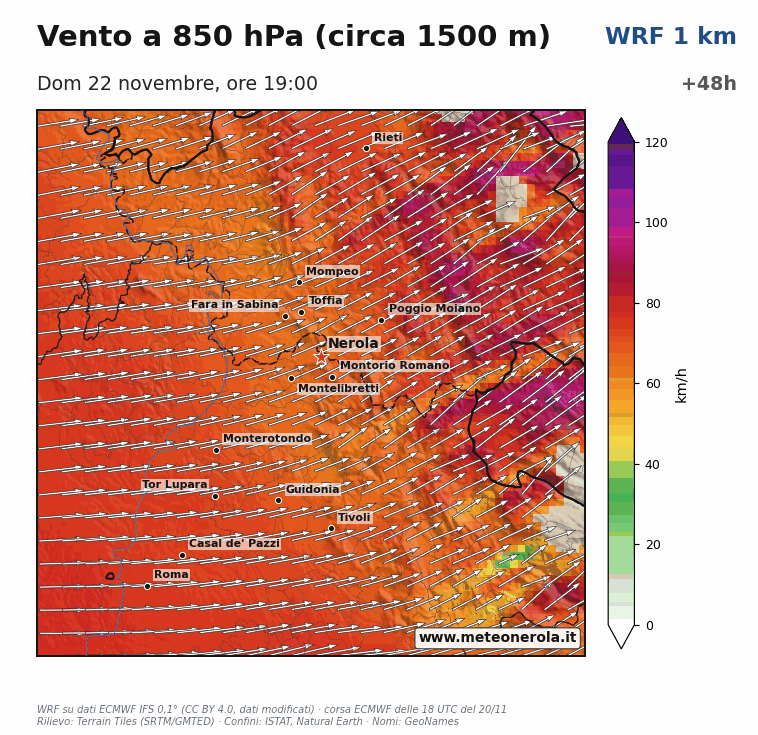 Vento a 850 hPa (circa 1500 m)
WRF 1 km
Dom 22 novembre, ore 19:00
+48h
Rieti
Mompeo
Fara in Sabina
Toffia
Poggio Moiano
Nerola
Montorio Romano
Montelibretti
Monterotondo
Tor Lupara
Guidonia
Tivoli
Casal de' Pazzi
Roma
www.meteonerola.it
120
100
80
60
40
20
0
km/h
WRF su dati ECMWF IFS 0,1° (CC BY 4.0, dati modificati) · corsa ECMWF delle 18 UTC del 20/11
Rilievo: Terrain Tiles (SRTM/GMTED) · Confini: ISTAT, Natural Earth · Nomi: GeoNames